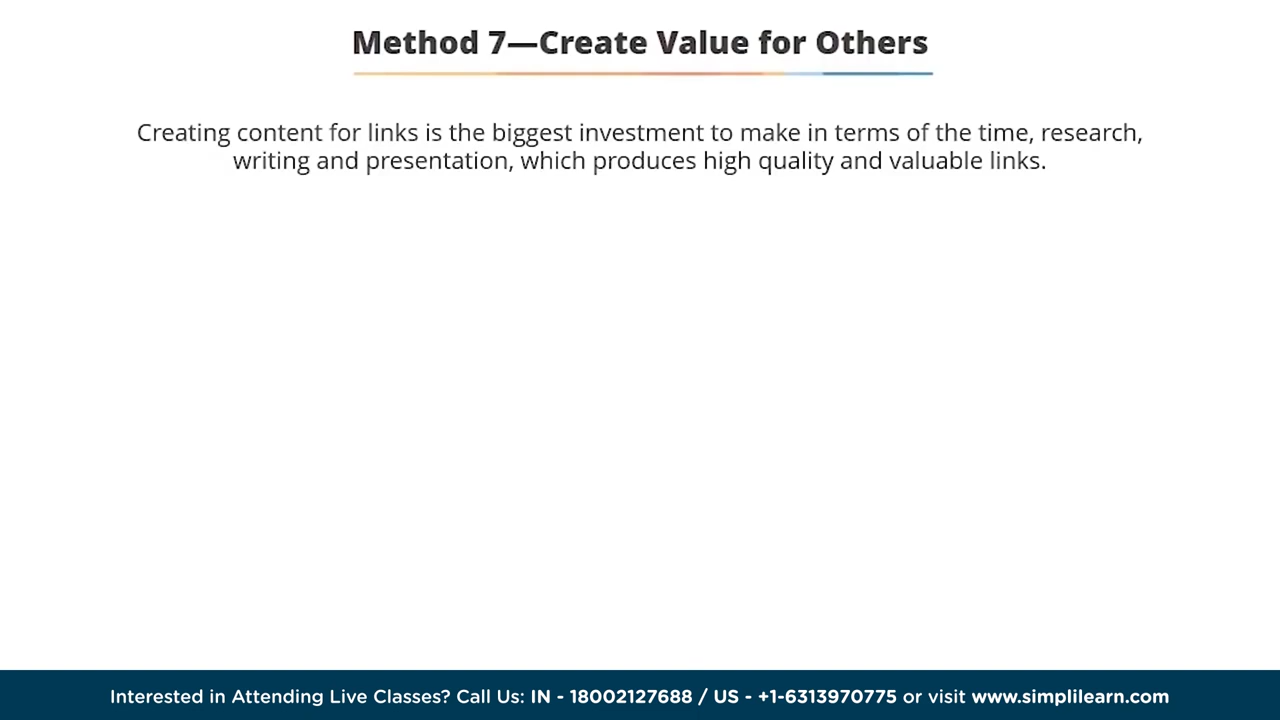 Method 7—Create Value for Others
Creating content for links is the biggest investment to make in terms of the time, research,
writing and presentation, which produces high quality and valuable links.
Interested in Attending Live Classes? Call Us: IN - 18002127688 / US - +1-6313970775 or visit www.simplilearn.com